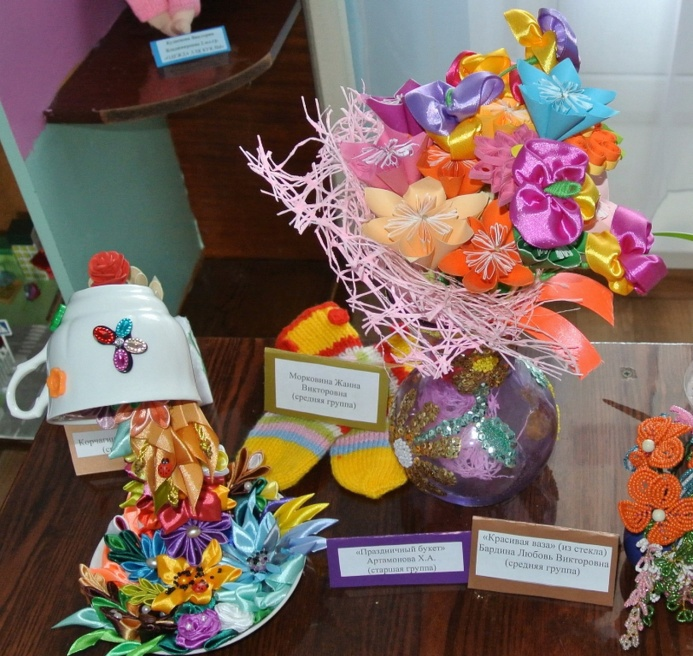 Морковина Жанна
Викторовна
(средняя группа)
«Праздничный букет»
Артамонова Х.А.
(старшая группа)
«Красивая ваза» (из стекла)
Бардина Любовь Викторовна
(средняя группа)